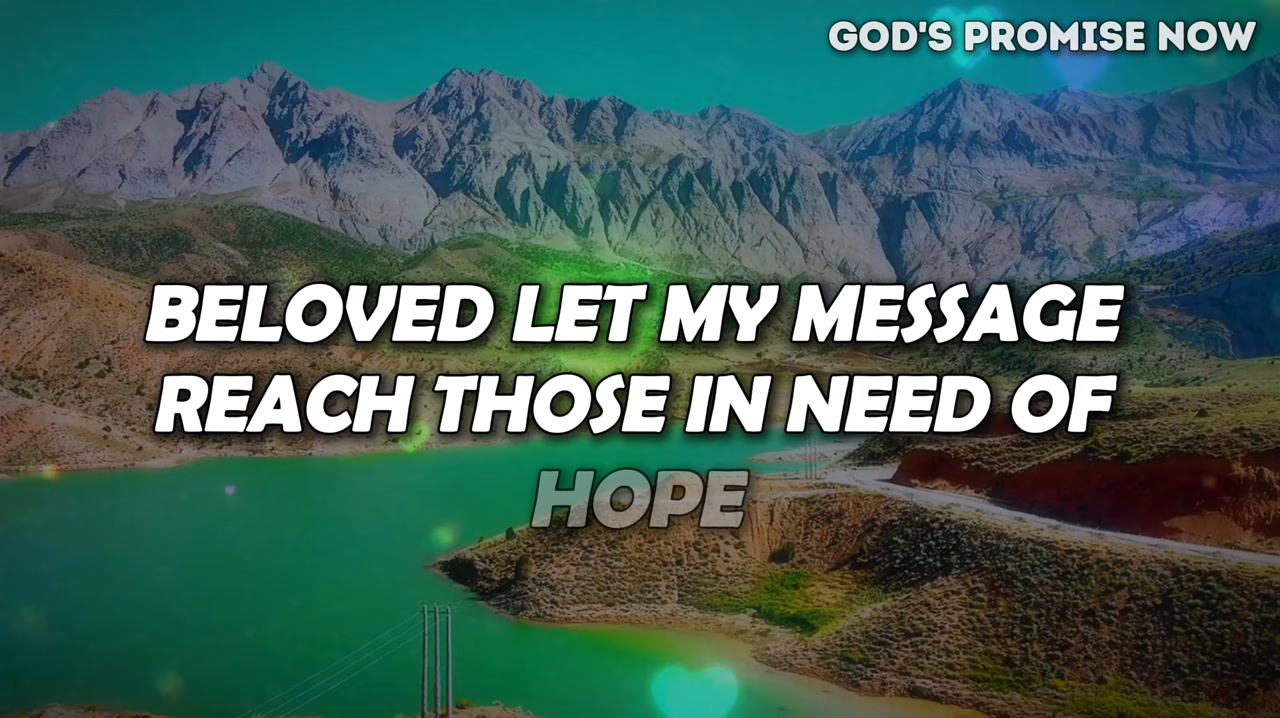 GOD'S PROMISE NOW
BELOVED LET MY MESSAGE
REACH THOSE IN NEED OF
HOPE